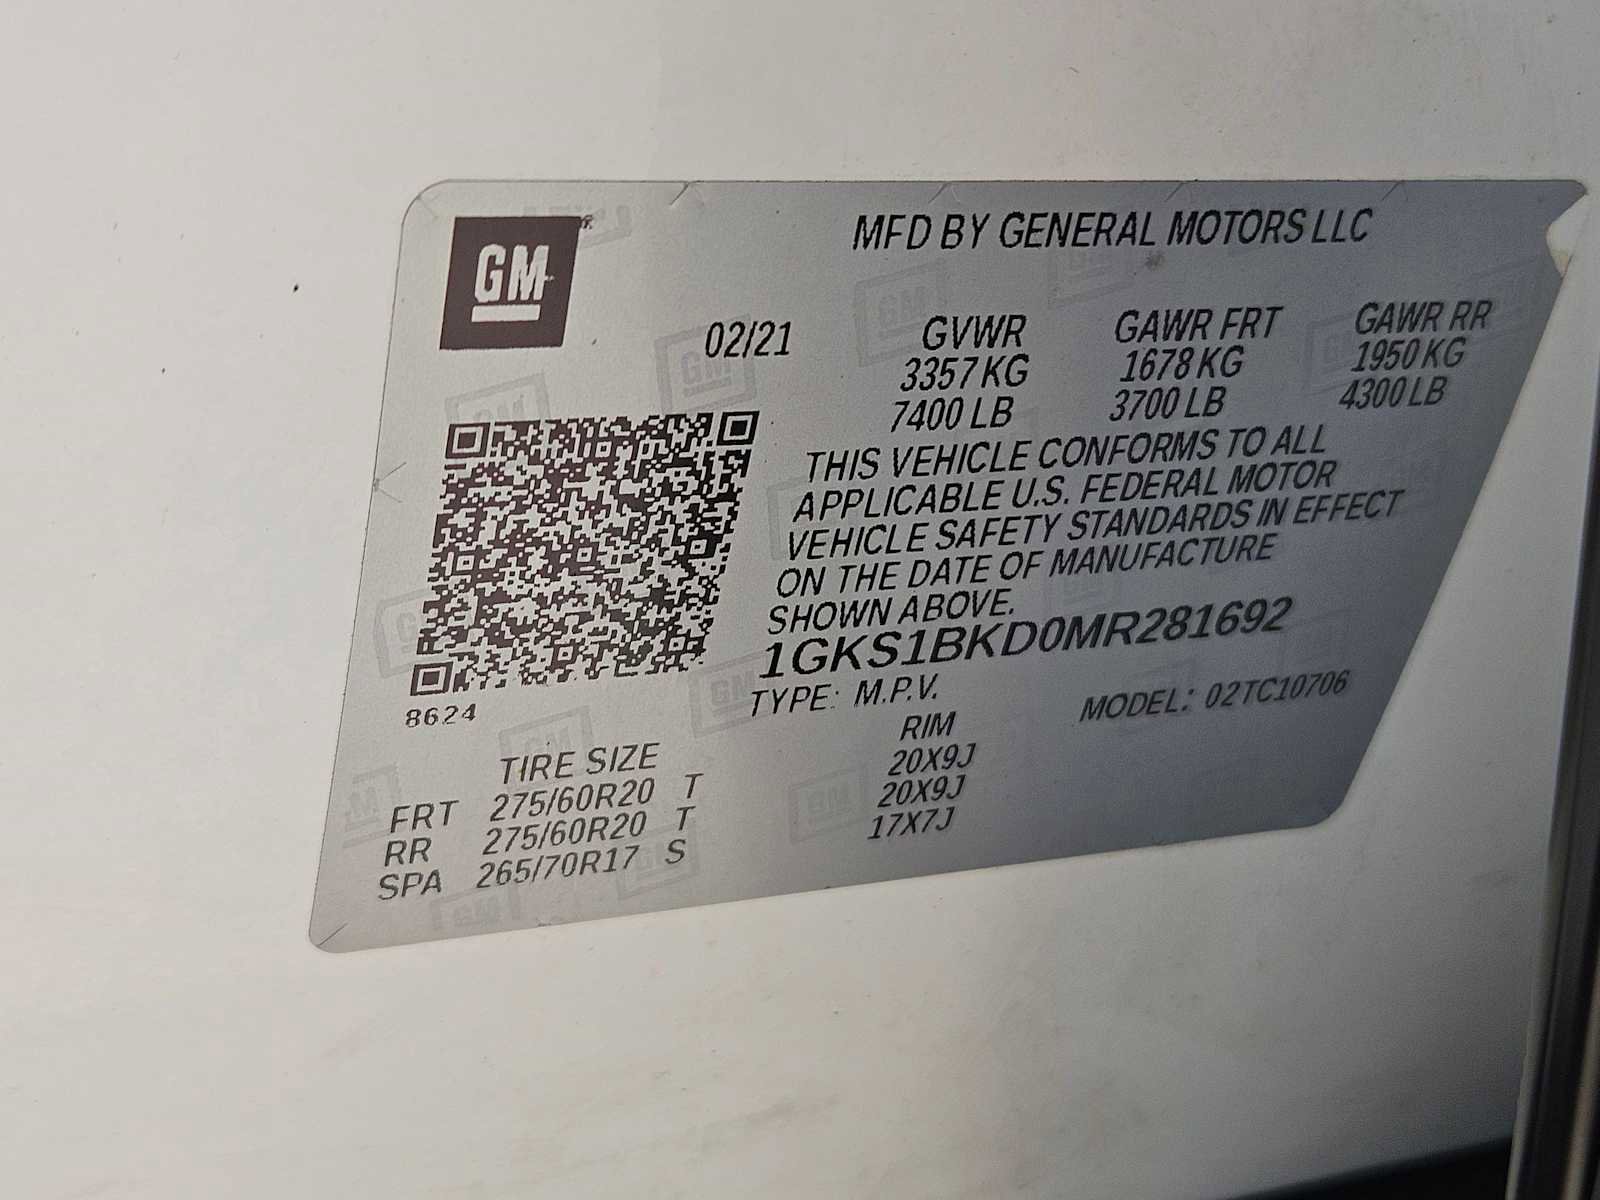 GM
MFD BY GENERAL MOTORS LLC
02/21
GVWR GAWR FRT GAWR RR
3357 KG 1678 KG 1950 KG
7400 LB 3700 LB 4300 LB
THIS VEHICLE CONFORMS TO ALL
APPLICABLE U.S. FEDERAL MOTOR
VEHICLE SAFETY STANDARDS IN EFFECT
ON THE DATE OF MANUFACTURE
SHOWN ABOVE.
1GKS1BKD0MR281692
8624
TYPE: M.P.V. MODEL: 02TC10706
TIRE SIZE RIM
FRT 275/60R20 T 20X9J
RR 275/60R20 T 20X9J
SPA 265/70R17 S 17X7J